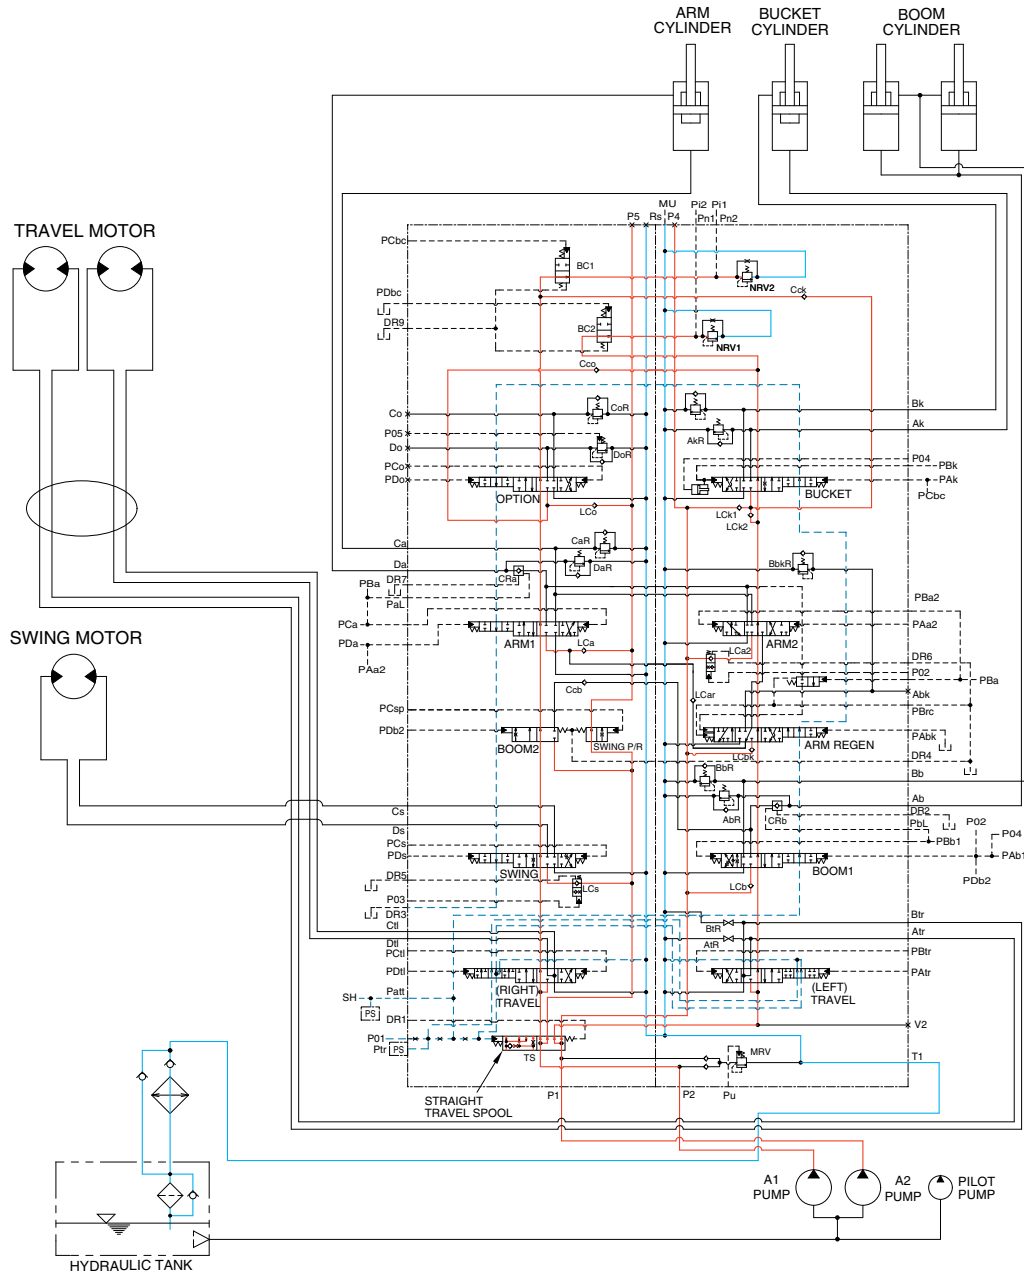 ARM
CYLINDER
BUCKET
CYLINDER
BOOM
CYLINDER
TRAVEL MOTOR
MU
Pi2
Pi1
P5
Rs
P4
Pn1
Pn2
PCbc
BC1
NRV2
Cck
PDbc
DR9
BC2
NRV1
Cco
Co
CoR
Bk
P05
AkR
Ak
Do
DoR
P04
PCo
PBk
PDo
PAk
OPTION
BUCKET
PCbc
LCo
LCk1
LCk2
Ca
CaR
BbkR
Da
DaR
CRa
DR7
PBa
PaL
PBa2
PCa
PAa2
ARM1
ARM2
PDa
LCa
LCa2
PAa2
DR6
Ccb
P02
PBa
LCar
Abk
PCsp
PBrc
PDb2
PAbk
BOOM2
SWING P/R
ARM REGEN
LCbk
DR4
SWING MOTOR
BbR
Bb
Ab
Cs
AbR
CRb
DR2
PbL
P02
P04
Ds
PCs
PBb1
PDs
PAb1
SWING
BOOM1
DR5
LCs
LCb
PDb2
P03
DR3
Btr
Ctl
BtR
Atr
Dtl
AtR
PCtl
PBtr
PDtl
PAtr
(RIGHT)
TRAVEL
(LEFT)
TRAVEL
Patt
SH
PS
DR1
V2
P01
Ptr
PS
TS
MRV
T1
STRAIGHT
TRAVEL SPOOL
P1
P2
Pu
A1
PUMP
A2
PUMP
PILOT
PUMP
HYDRAULIC TANK